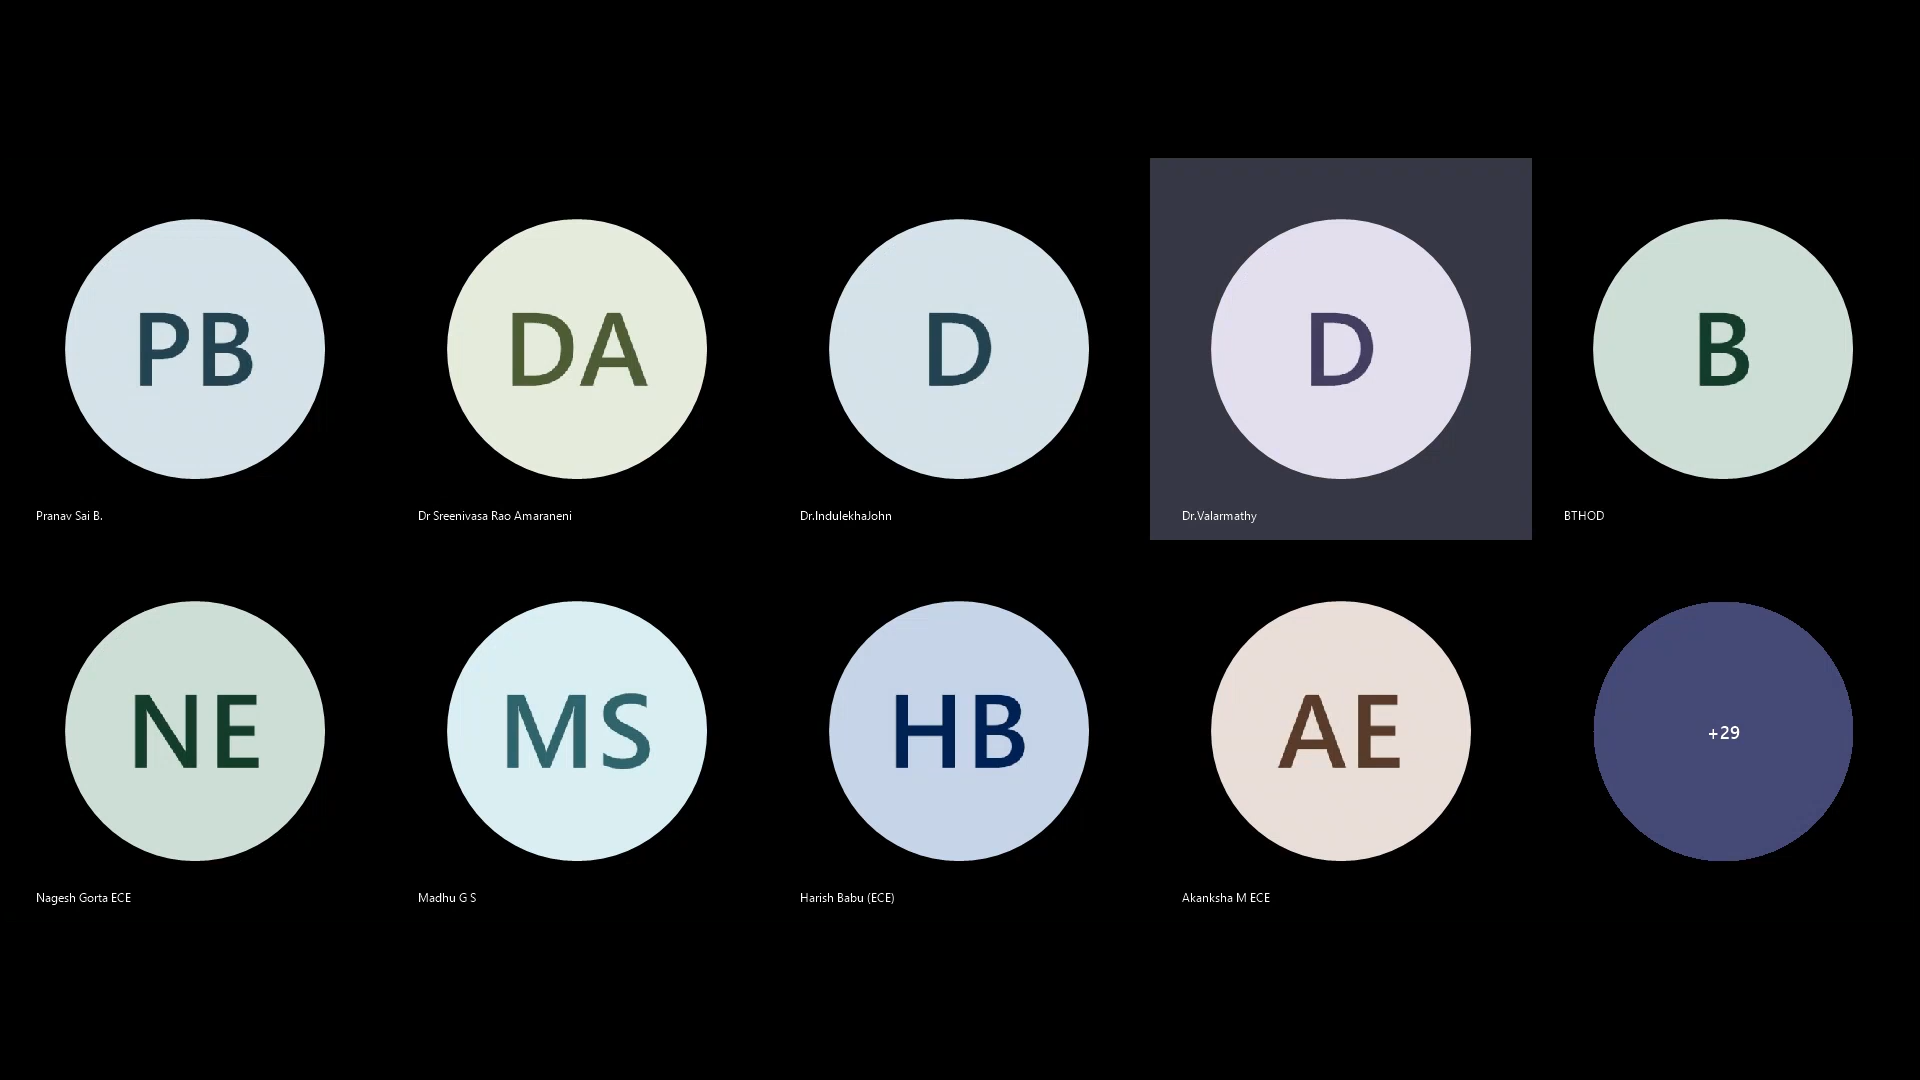 PB
DA
D
D
B
Pranav Sai B.
Dr Sreenivasa Rao Amaraneni
Dr.IndulekhaJohn
Dr.Valarmathy
BTHOD
NE
MS
HB
AE
+29
Nagesh Gorta ECE
Madhu G S
Harish Babu (ECE)
Akanksha M ECE